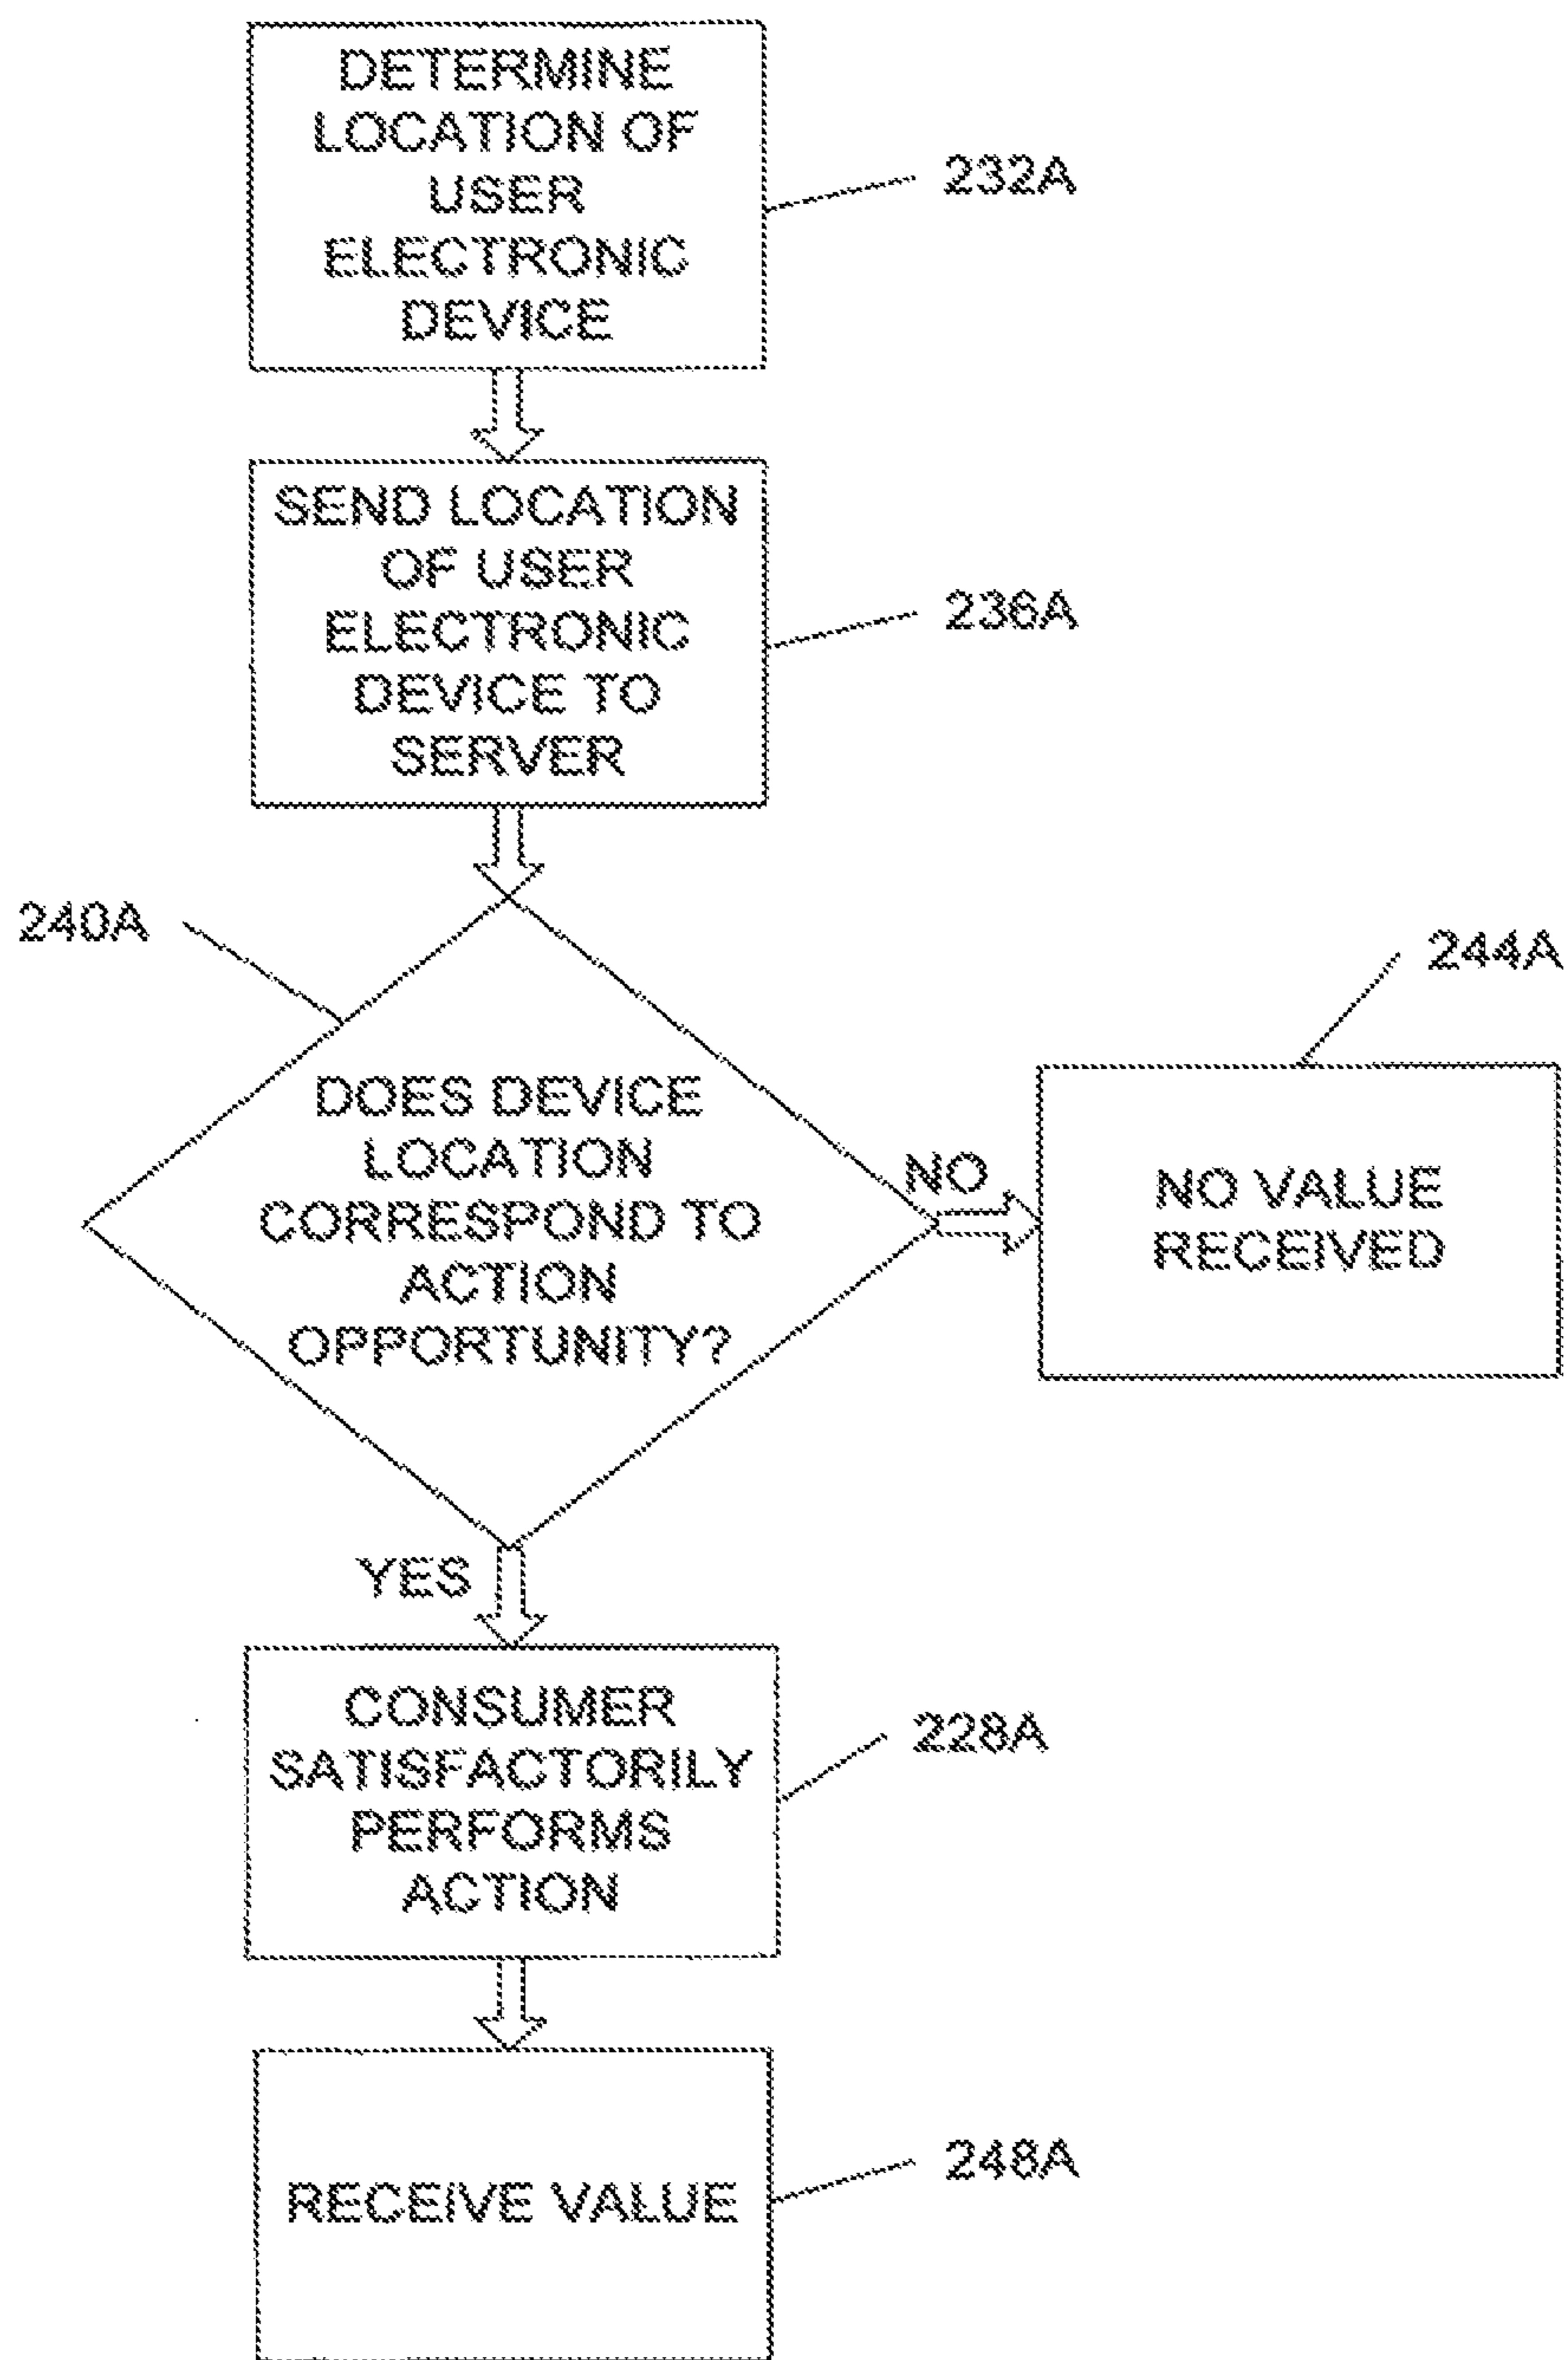 DETERMINE
LOCATION OF
USER
ELECTRONIC
DEVICE
232A
SEND LOCATION
OF USER
ELECTRONIC
DEVICE TO
SERVER
236A
240A
DOES DEVICE
LOCATION
CORRESPOND TO
ACTION
OPPORTUNITY?
NO
244A
NO VALUE
RECEIVED
YES
CONSUMER
SATISFACTORILY
PERFORMS
ACTION
228A
RECEIVE VALUE
248A